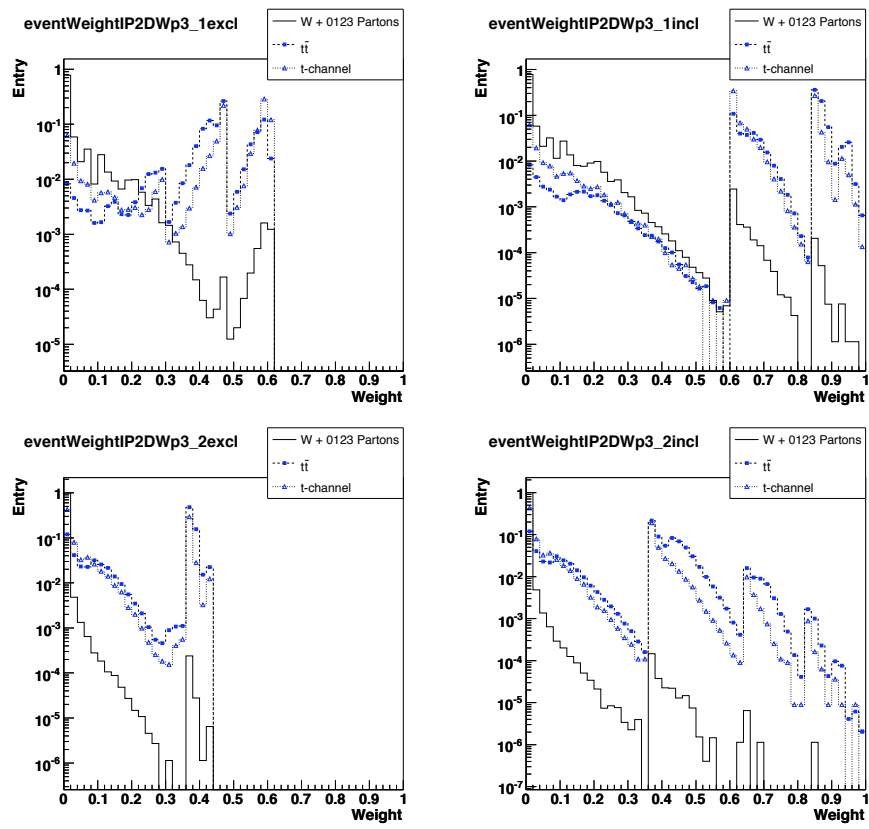 eventWeightIP2DWp3_1excl
W + 0123 Partons
tt̄
t-channel
Entry
1
10⁻¹
10⁻²
10⁻³
10⁻⁴
10⁻⁵
0 0.1 0.2 0.3 0.4 0.5 0.6 0.7 0.8 0.9 1
Weight
eventWeightIP2DWp3_1incl
W + 0123 Partons
tt̄
t-channel
Entry
1
10⁻¹
10⁻²
10⁻³
10⁻⁴
10⁻⁵
10⁻⁶
0 0.1 0.2 0.3 0.4 0.5 0.6 0.7 0.8 0.9 1
Weight
eventWeightIP2DWp3_2excl
W + 0123 Partons
tt̄
t-channel
Entry
1
10⁻¹
10⁻²
10⁻³
10⁻⁴
10⁻⁵
10⁻⁶
0 0.1 0.2 0.3 0.4 0.5 0.6 0.7 0.8 0.9 1
Weight
eventWeightIP2DWp3_2incl
W + 0123 Partons
tt̄
t-channel
Entry
1
10⁻¹
10⁻²
10⁻³
10⁻⁴
10⁻⁵
10⁻⁶
10⁻⁷
0 0.1 0.2 0.3 0.4 0.5 0.6 0.7 0.8 0.9 1
Weight